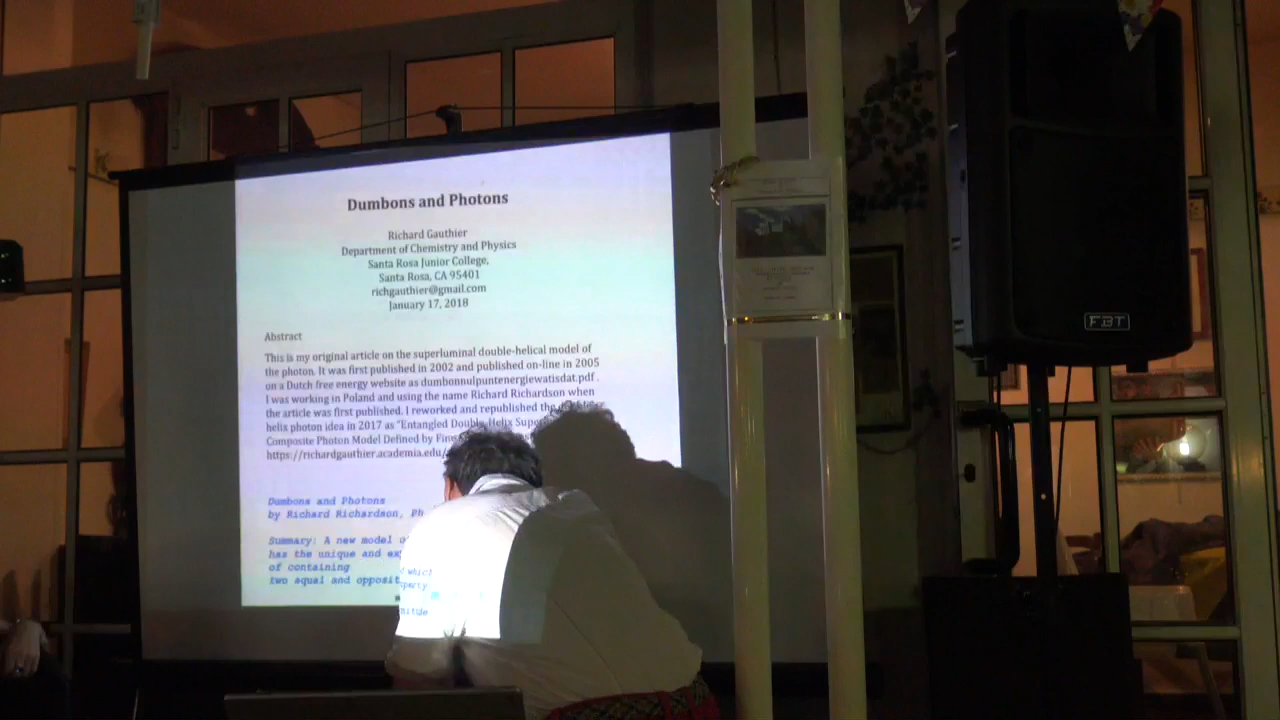 Dumbons and Photons
Richard Gauthier
Department of Chemistry and Physics
Santa Rosa Junior College,
Santa Rosa, CA 95401
richgauthier@gmail.com
January 17, 2018
Abstract
This is my original article on the superluminal double-helical model of
the photon. It was first published in 2002 and published on-line in 2005
on a Dutch free energy website as dumbonnulpuntenergiewatisdat.pdf .
I was working in Poland and using the name Richard Richardson when
the article was first published. I reworked and republished the
helix photon idea in 2017 as "Entangled Double Helix
Composite Photon Model Defined by Fine
https://richardgauthier.academia.edu/
Dumbons and Photons
by Richard Richardson, Ph
Summary: A new model
has the unique and
of containing
two aqual and
which
FBT